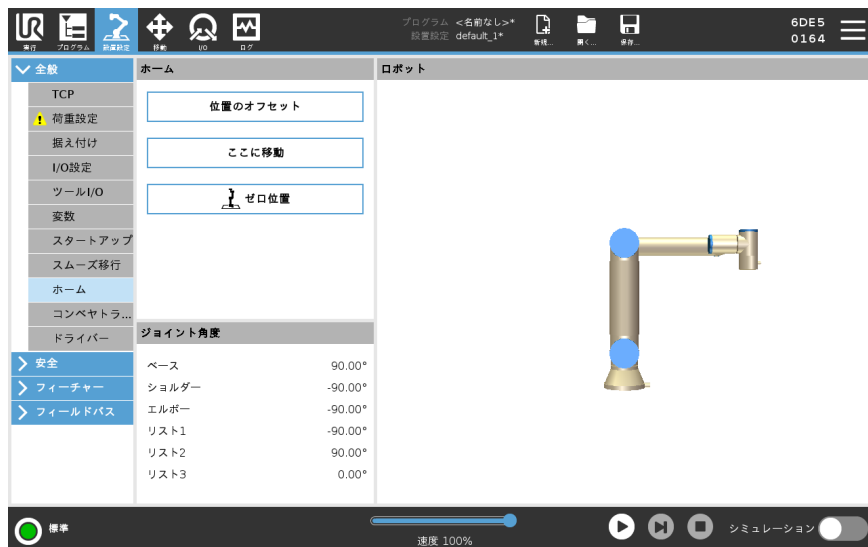 UR
実行
プログラム
設置設定
移動
I/O
ログ
プログラム <名前なし>*
設置設定 default_1*
新規...
開く...
保存...
6DE5
0164
全般
TCP
荷重設定
据え付け
I/O設定
ツールI/O
変数
スタートアップ
スムーズ移行
ホーム
コンベヤトラ...
ドライバー
安全
フィーチャー
フィールドバス
ホーム
位置のオフセット
ここに移動
ゼロ位置
ジョイント角度
ベース 90.00°
ショルダー -90.00°
エルボー -90.00°
リスト1 -90.00°
リスト2 90.00°
リスト3 0.00°
ロボット
標準
速度 100%
シミュレーション